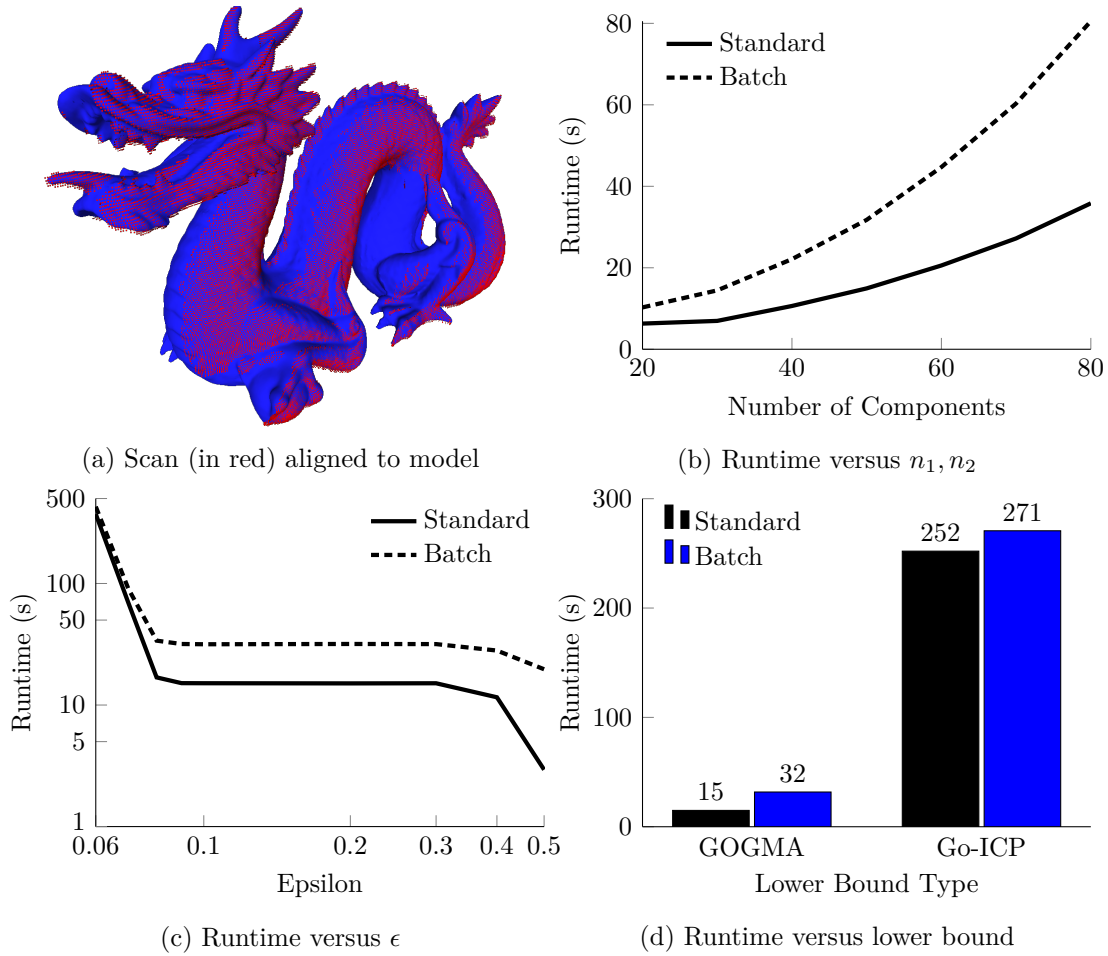 80
60
40
20
0
Runtime (s)
Standard
Batch
20 40 60 80
Number of Components
(a) Scan (in red) aligned to model
(b) Runtime versus n₁, n₂
500
100
50
10
5
1
Runtime (s)
Standard
Batch
0.06 0.1 0.2 0.3 0.4 0.5
Epsilon
(c) Runtime versus ϵ
300
200
100
0
Runtime (s)
Standard
Batch
15 32 252 271
GOGMA Go-ICP
Lower Bound Type
(d) Runtime versus lower bound